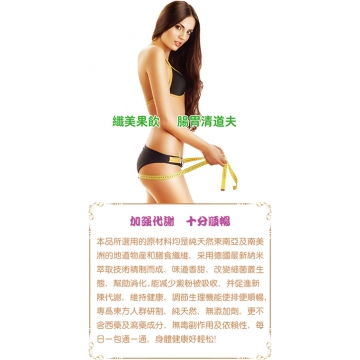 纖美果飲 腸胃清道夫
加强代謝 十分順暢
本品所選用的原材料均是純天然東南亞及南美
洲的地道物產和膳食纖維，采用德國最新納米
萃取技術精制而成，味道香甜，改變細菌叢生
態，幫助消化，能减少澱粉被吸收，并促進新
陳代謝，維持健康，調節生理機能使排便順暢，
專爲東方人群研制，純天然，無添加劑，更不
含西藥及瀉藥成分，無毒副作用及依賴性，每
日一包通一通，身體健康好輕松!